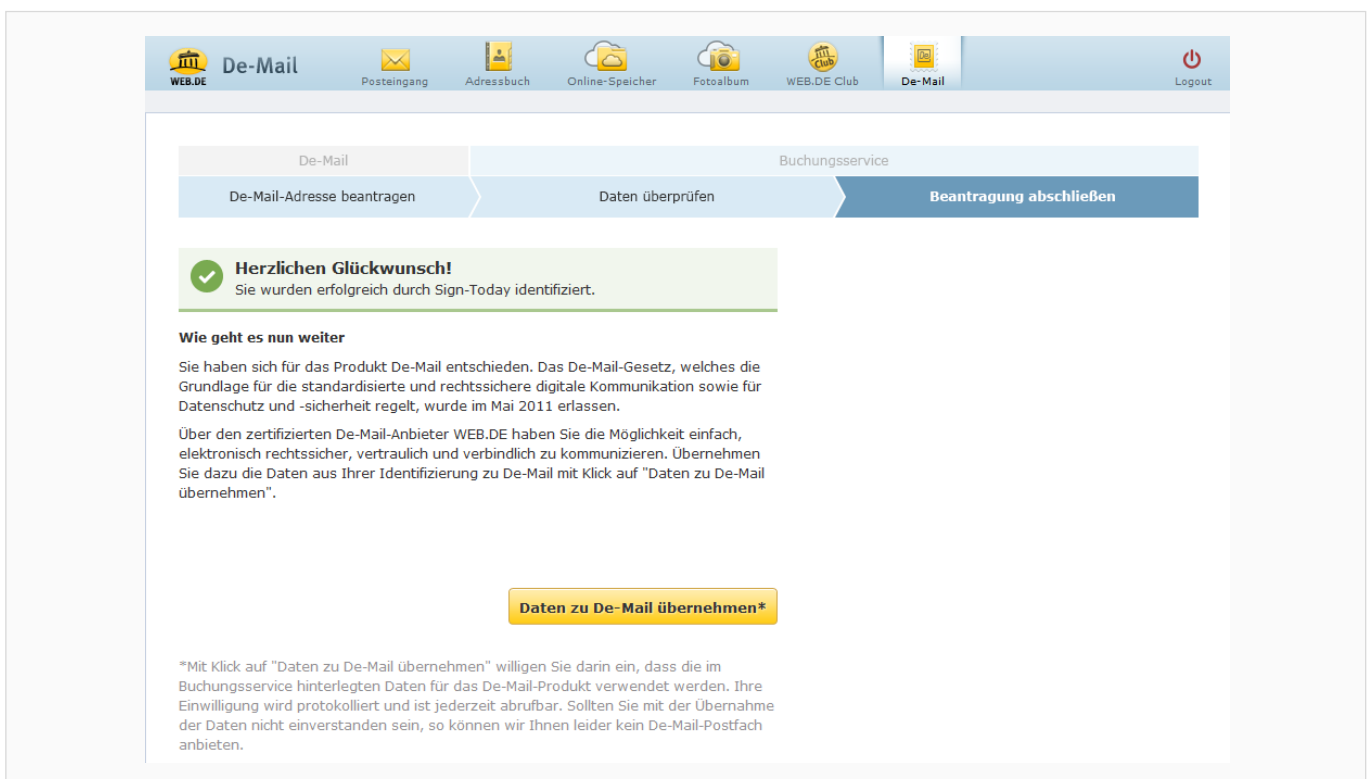 WEB.DE
De-Mail
Posteingang
Adressbuch
Online-Speicher
Fotoalbum
Club
WEB.DE Club
De
De-Mail
Logout
De-Mail
Buchungsservice
De-Mail-Adresse beantragen
Daten überprüfen
Beantragung abschließen
Herzlichen Glückwunsch!
Sie wurden erfolgreich durch Sign-Today identifiziert.
Wie geht es nun weiter
Sie haben sich für das Produkt De-Mail entschieden. Das De-Mail-Gesetz, welches die
Grundlage für die standardisierte und rechtssichere digitale Kommunikation sowie für
Datenschutz und -sicherheit regelt, wurde im Mai 2011 erlassen.
Über den zertifizierten De-Mail-Anbieter WEB.DE haben Sie die Möglichkeit einfach,
elektronisch rechtssicher, vertraulich und verbindlich zu kommunizieren. Übernehmen
Sie dazu die Daten aus Ihrer Identifizierung zu De-Mail mit Klick auf "Daten zu De-Mail
übernehmen".
Daten zu De-Mail übernehmen*
*Mit Klick auf "Daten zu De-Mail übernehmen" willigen Sie darin ein, dass die im
Buchungsservice hinterlegten Daten für das De-Mail-Produkt verwendet werden. Ihre
Einwilligung wird protokolliert und ist jederzeit abrufbar. Sollten Sie mit der Übernahme
der Daten nicht einverstanden sein, so können wir Ihnen leider kein De-Mail-Postfach
anbieten.